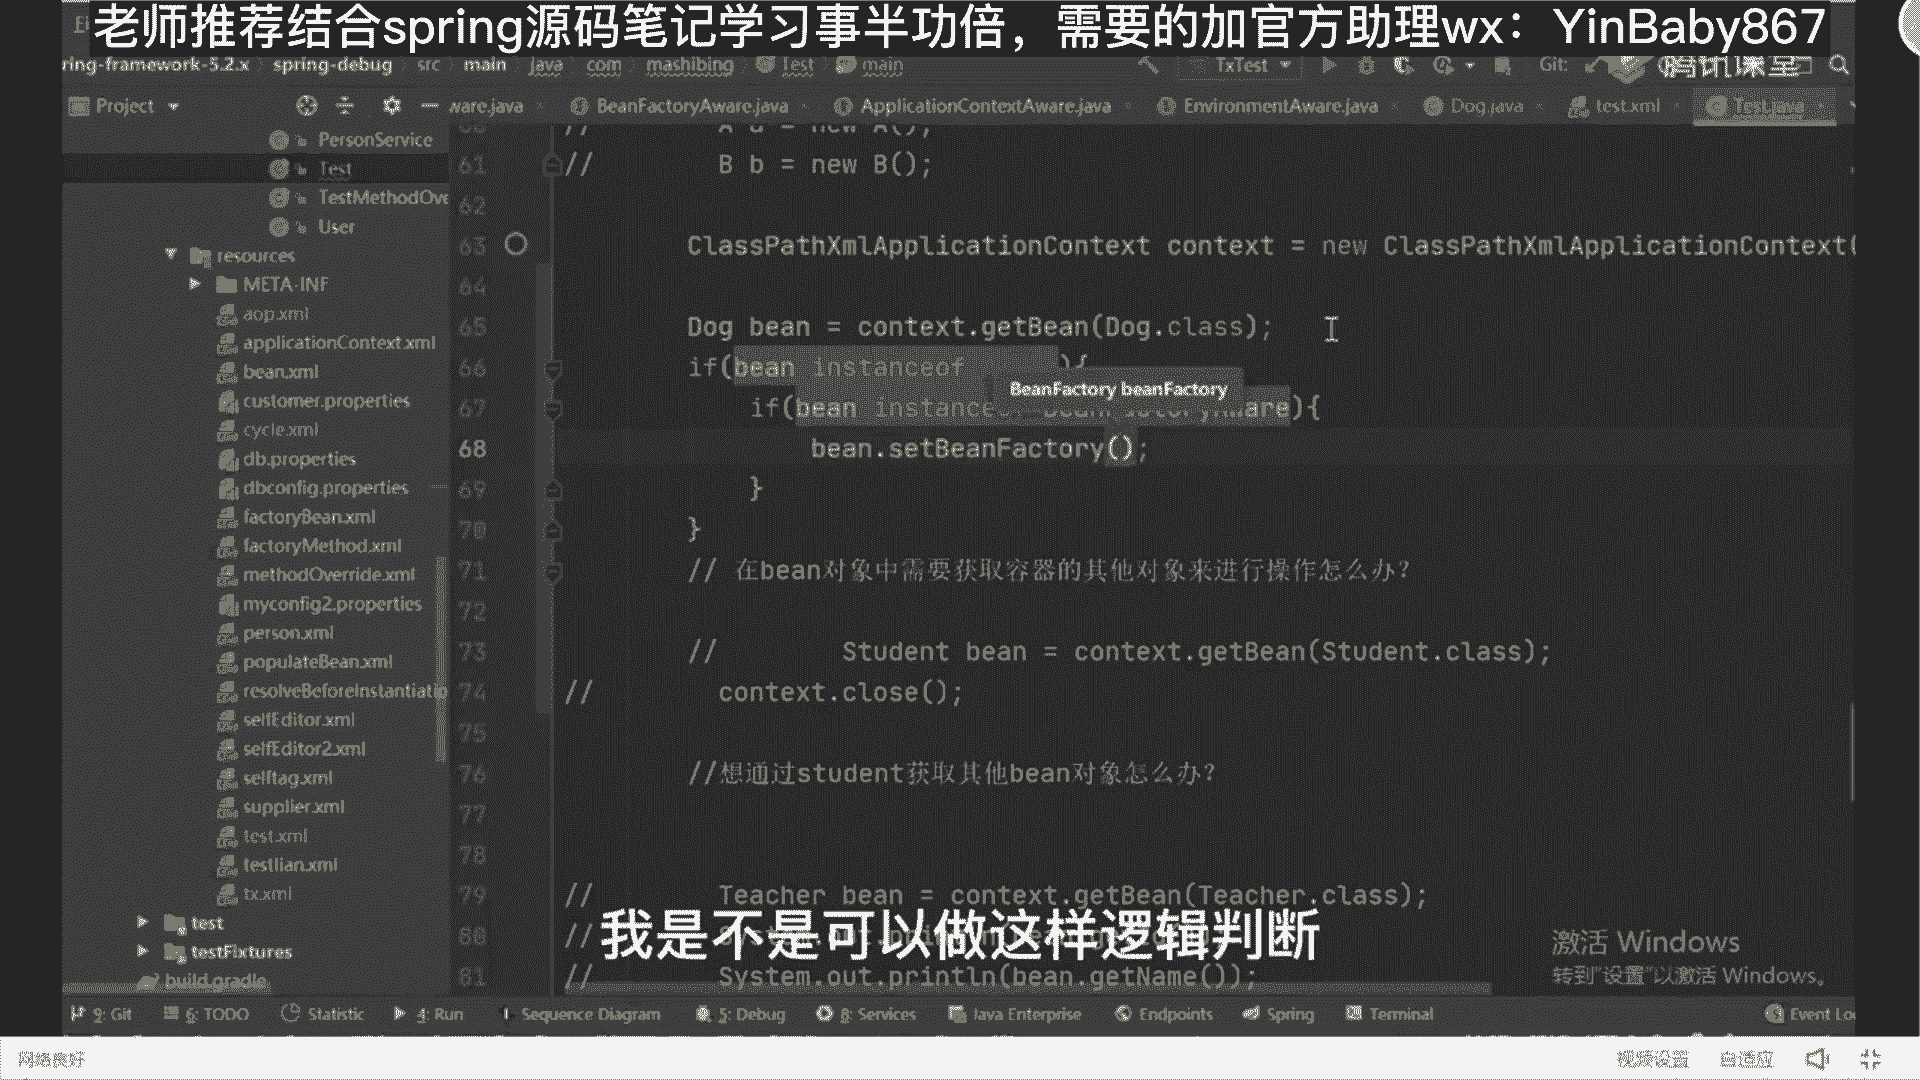 老师推荐结合spring源码笔记学习事半功倍，需要的加官方助理wx：YinBaby867
ring-framework-5.2.x spring-debug src main java com mashibing Test main TxTest Git: 腾讯课堂
Project ware.java BeanFactoryAware.java ApplicationContextAware.java EnvironmentAware.java Dog.java test.xml Test.java
PersonService
Test
TestMethodOve
User
resources
META-INF
aop.xml
applicationContext.xml
bean.xml
customer.properties
cycle.xml
db.properties
dbconfig.properties
factoryBean.xml
factoryMethod.xml
methodOverride.xml
myconfig2.properties
person.xml
populateBean.xml
resolveBeforeInstantiatio
selfEditor.xml
selfEditor2.xml
selftag.xml
supplier.xml
test.xml
testlian.xml
tx.xml
test
testFixtures
build.gradle
// A a = new A();
61 // B b = new B();
62
63 ClassPathXmlApplicationContext context = new ClassPathXmlApplicationContext(
64
65 Dog bean = context.getBean(Dog.class);
66 if(bean instanceof ){
BeanFactory beanFactory
67 if(bean instanceof BeanFactoryAware){
68 bean.setBeanFactory();
69 }
70 }
71 // 在bean对象中需要获取容器的其他对象来进行操作怎么办？
72
73 // Student bean = context.getBean(Student.class);
74 // context.close();
75
76 //想通过student获取其他bean对象怎么办？
77
78
79 // Teacher bean = context.getBean(Teacher.class);
80 //
81 // System.out.println(bean.getName());
我是不是可以做这样逻辑判断
激活 Windows
转到"设置"以激活 Windows。
9: Git 6: TODO Statistic 4: Run Sequence Diagram 5: Debug 8: Services Java Enterprise Endpoints Spring Terminal Event Lo
网络良好 视频设置 自适应